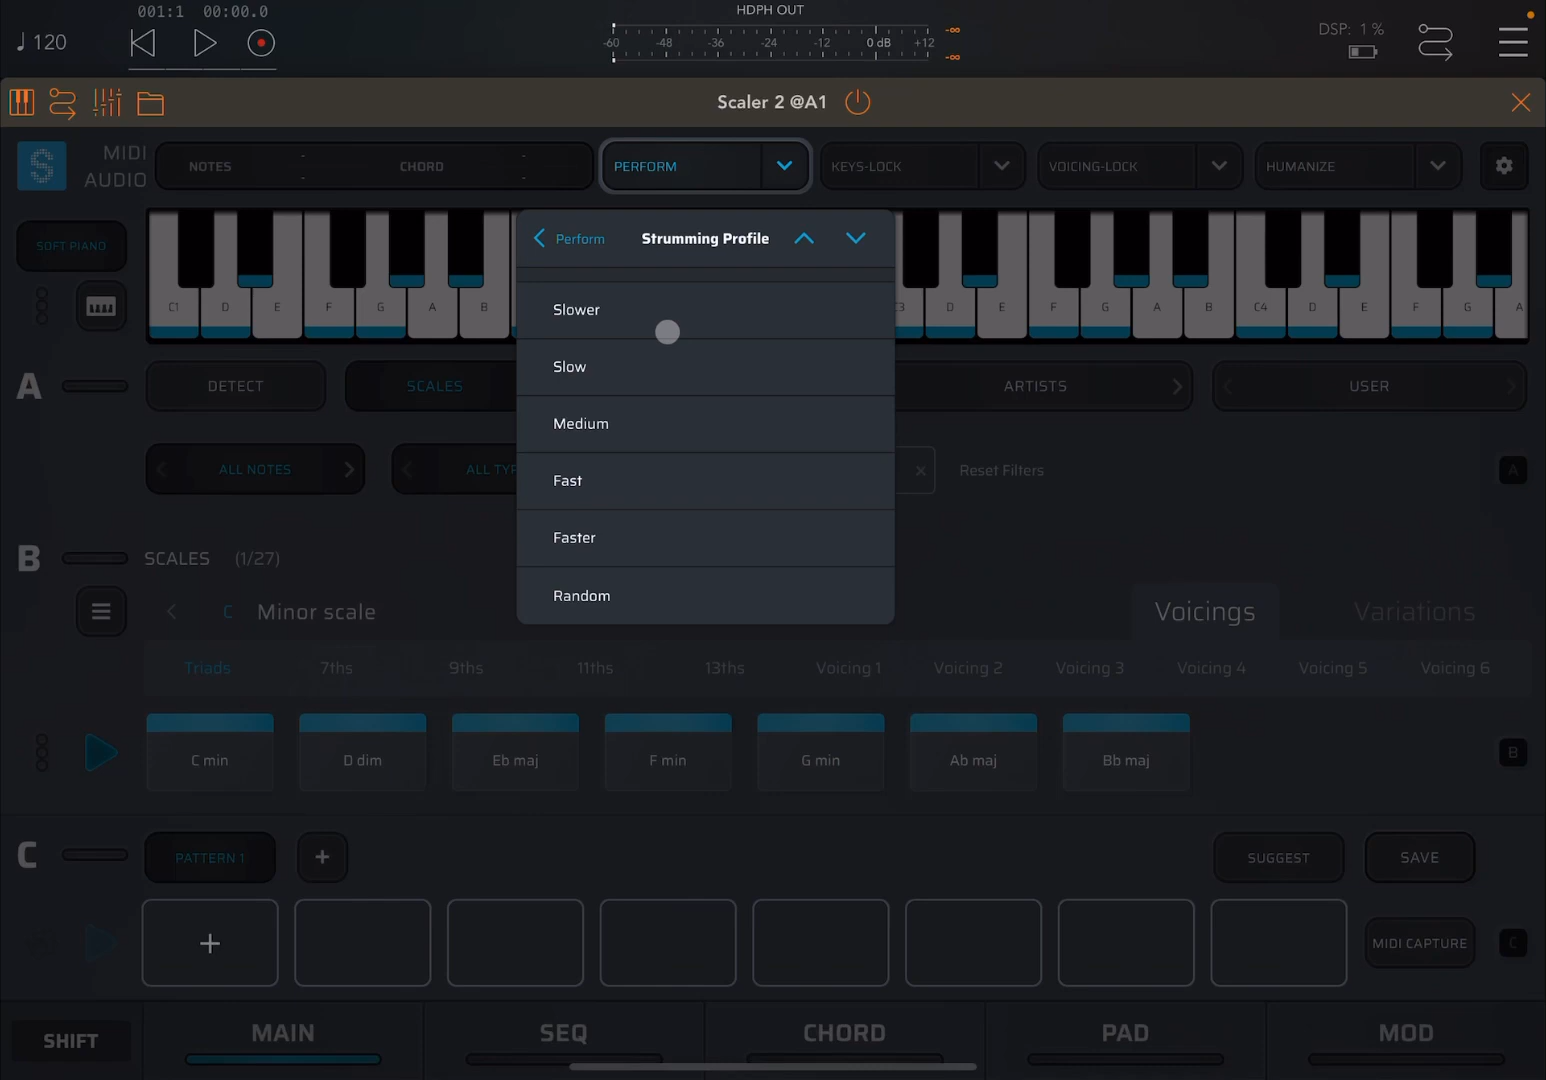 001:1 00:00.0
HDPH OUT
120
-60 -48 -36 -24 -12 0 dB +12
-∞
-∞
DSP: 1 %
Scaler 2 @A1
S
MIDI
AUDIO
NOTES - - CHORD - -
PERFORM
KEYS-LOCK
VOICING-LOCK
HUMANIZE
SOFT PIANO
Perform
Strumming Profile
C1 D E F G A B
C3 D E F G A B C4 D E F G A
Slower
Slow
Medium
Fast
Faster
Random
A
DETECT
SCALES
ARTISTS
USER
ALL NOTES
ALL TYP
Reset Filters
A
B
SCALES (1/27)
C Minor scale
Voicings
Variations
Triads 7ths 9ths 11ths 13ths Voicing 1 Voicing 2 Voicing 3 Voicing 4 Voicing 5 Voicing 6
C min D dim Eb maj F min G min Ab maj Bb maj
B
C
PATTERN 1
+
SUGGEST
SAVE
+
MIDI CAPTURE
C
SHIFT
MAIN
SEQ
CHORD
PAD
MOD